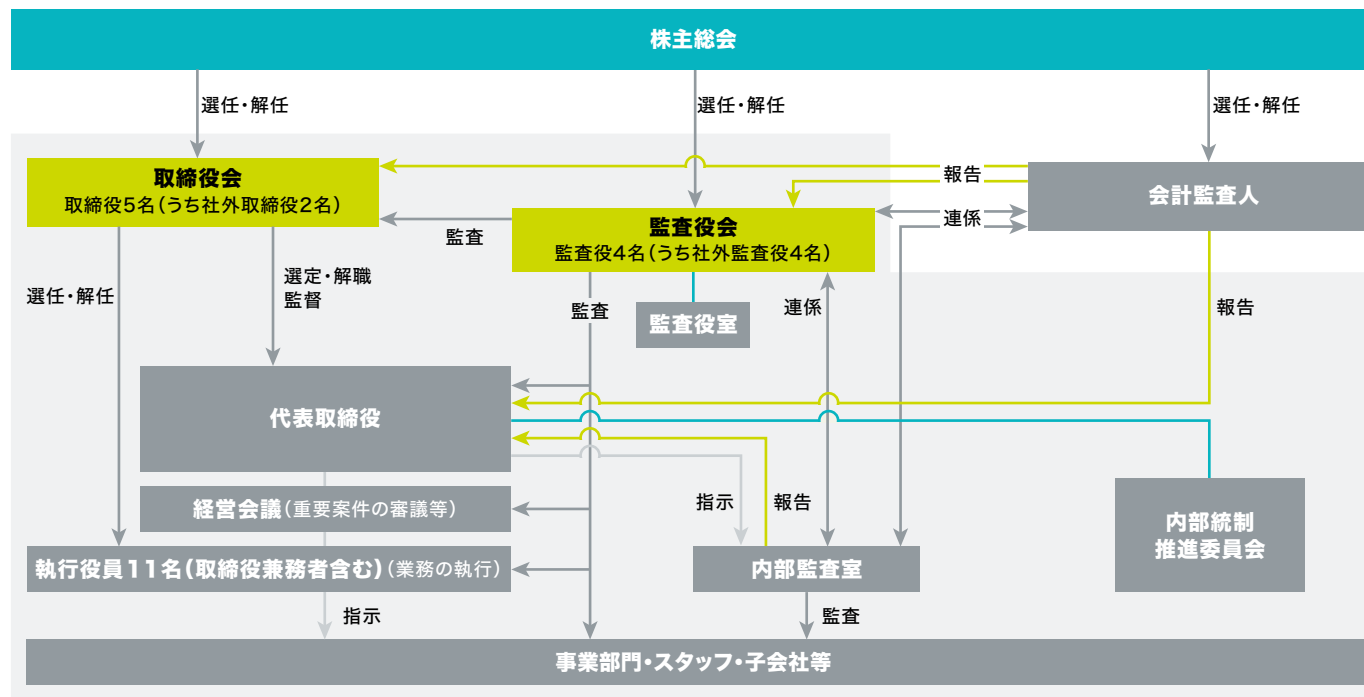 株主総会
選任・解任
選任・解任
選任・解任
取締役会
取締役5名(うち社外取締役2名)
報告
会計監査人
監査
監査役会
監査役4名(うち社外監査役4名)
連係
選任・解任
選定・解職
監督
監査
監査役室
連係
報告
代表取締役
経営会議(重要案件の審議等)
指示
報告
内部統制
推進委員会
執行役員11名(取締役兼務者含む)(業務の執行)
内部監査室
指示
監査
事業部門・スタッフ・子会社等